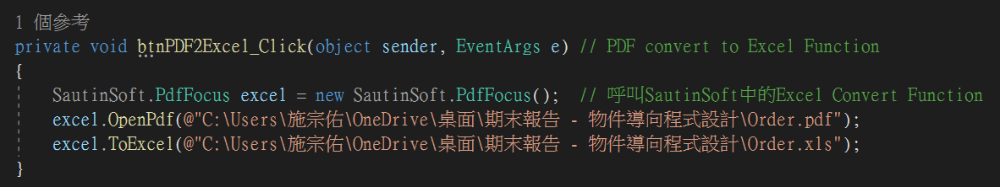 1 個參考
private void btnPDF2Excel_Click(object sender, EventArgs e) // PDF convert to Excel Function
{
SautinSoft.PdfFocus excel = new SautinSoft.PdfFocus(); // 呼叫SautinSoft中的Excel Convert Function
excel.OpenPdf(@"C:\Users\施宗佑\OneDrive\桌面\期末報告 - 物件導向程式設計\Order.pdf");
excel.ToExcel(@"C:\Users\施宗佑\OneDrive\桌面\期末報告 - 物件導向程式設計\Order.xls");
}